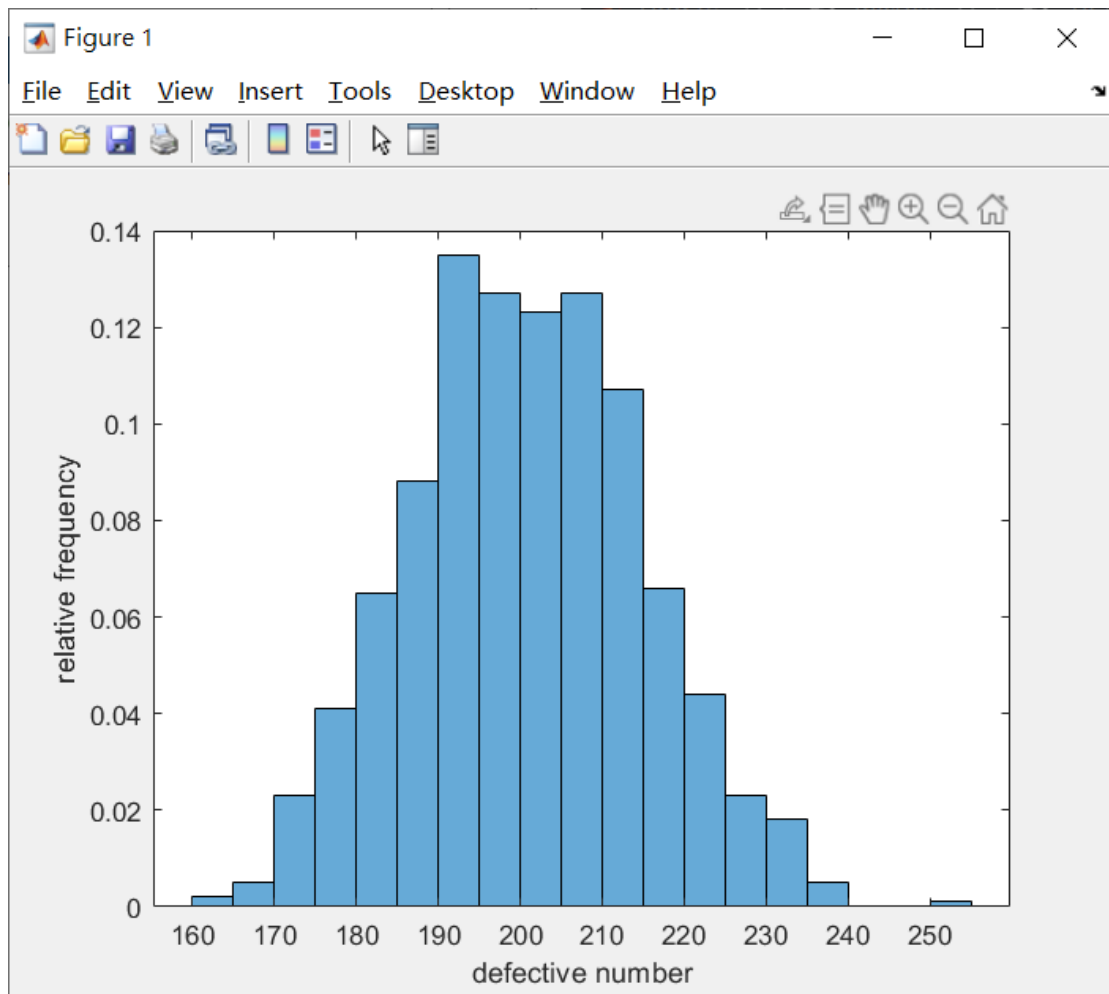 Figure 1
File Edit View Insert Tools Desktop Window Help
0.14
0.12
0.1
0.08
0.06
0.04
0.02
0
relative frequency
160 170 180 190 200 210 220 230 240 250
defective number